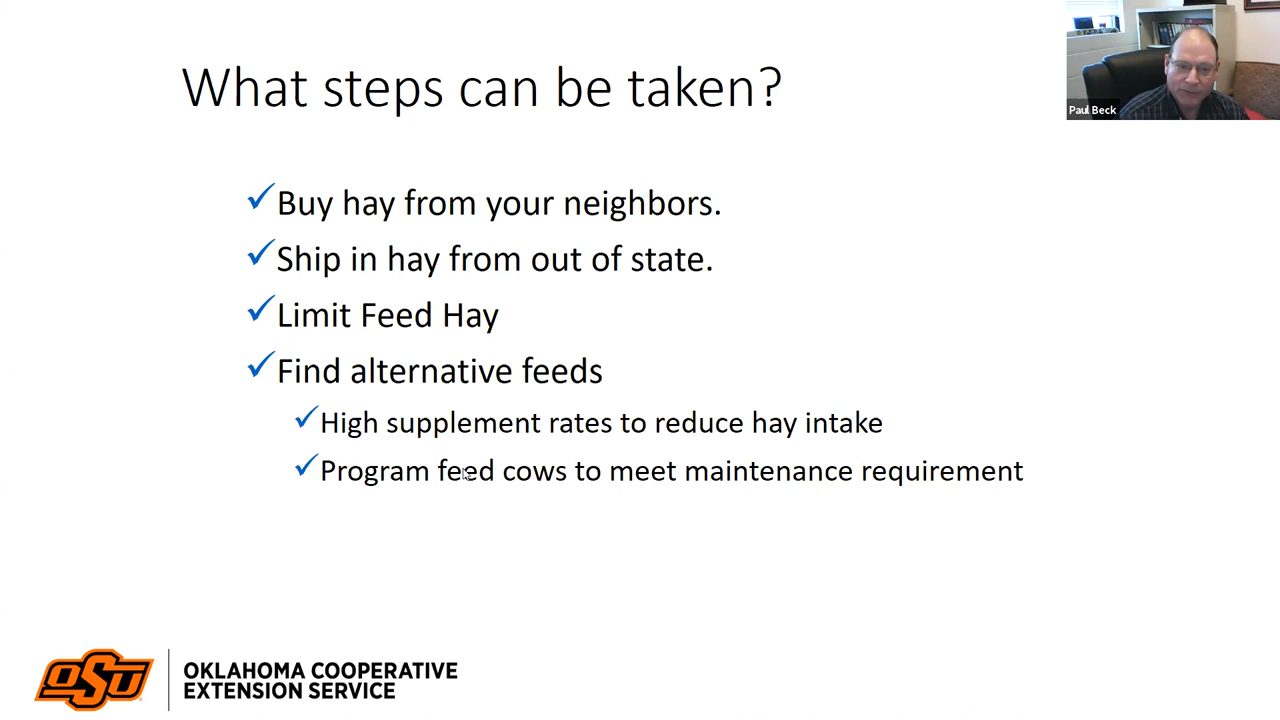 What steps can be taken?
Paul Beck
Buy hay from your neighbors.
Ship in hay from out of state.
Limit Feed Hay
Find alternative feeds
High supplement rates to reduce hay intake
Program feed cows to meet maintenance requirement
OSU
OKLAHOMA COOPERATIVE
EXTENSION SERVICE